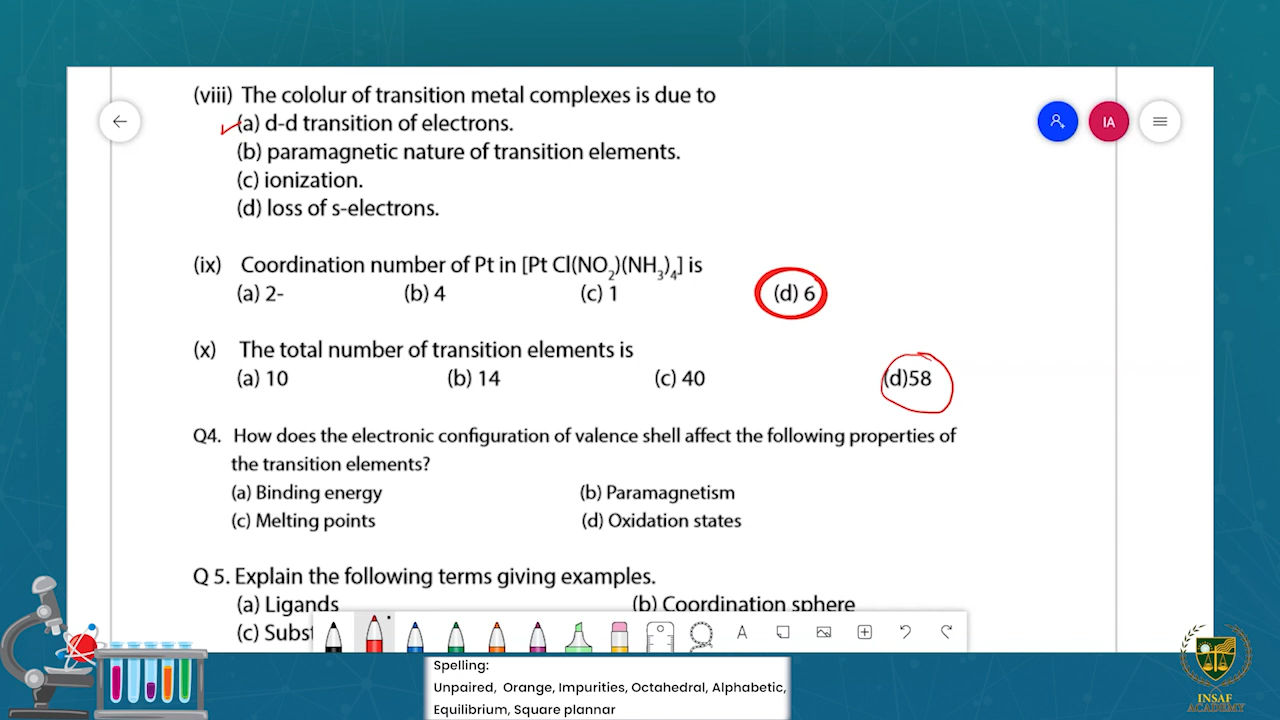 (viii) The cololur of transition metal complexes is due to
(a) d-d transition of electrons.
(b) paramagnetic nature of transition elements.
(c) ionization.
(d) loss of s-electrons.
(ix) Coordination number of Pt in [Pt Cl(NO₂)(NH₃)₄] is
(a) 2- (b) 4 (c) 1 (d) 6
(x) The total number of transition elements is
(a) 10 (b) 14 (c) 40 (d)58
Q4. How does the electronic configuration of valence shell affect the following properties of
the transition elements?
(a) Binding energy (b) Paramagnetism
(c) Melting points (d) Oxidation states
Q 5. Explain the following terms giving examples.
(a) Ligands (b) Coordination sphere
(c) Subst
IA
A
Spelling:
Unpaired, Orange, Impurities, Octahedral, Alphabetic,
Equilibrium, Square plannar
INSAF
ACADEMY